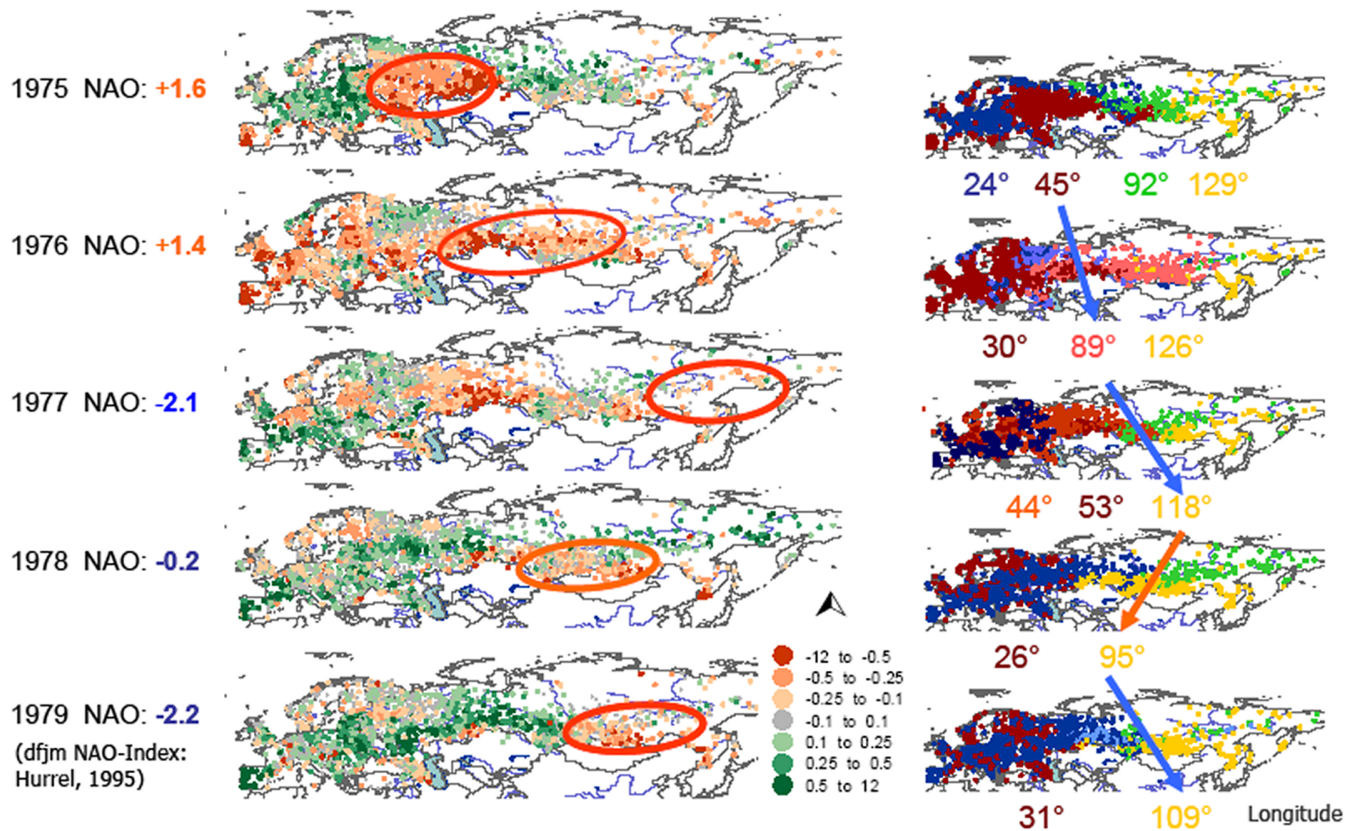 1975 NAO: +1.6
24° 45° 92° 129°
1976 NAO: +1.4
30° 89° 126°
1977 NAO: -2.1
44° 53° 118°
1978 NAO: -0.2
26° 95°
1979 NAO: -2.2
(dfjm NAO-Index:
Hurrel, 1995)
-12 to -0.5
-0.5 to -0.25
-0.25 to -0.1
-0.1 to 0.1
0.1 to 0.25
0.25 to 0.5
0.5 to 12
31° 109° Longitude